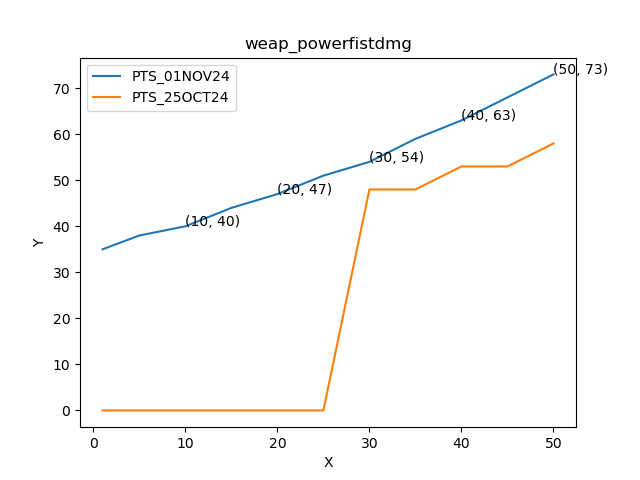 weap_powerfistdmg
PTS_01NOV24
PTS_25OCT24
(50, 73)
(40, 63)
(30, 54)
(20, 47)
(10, 40)
70
60
50
40
30
20
10
0
Y
0 10 20 30 40 50
X